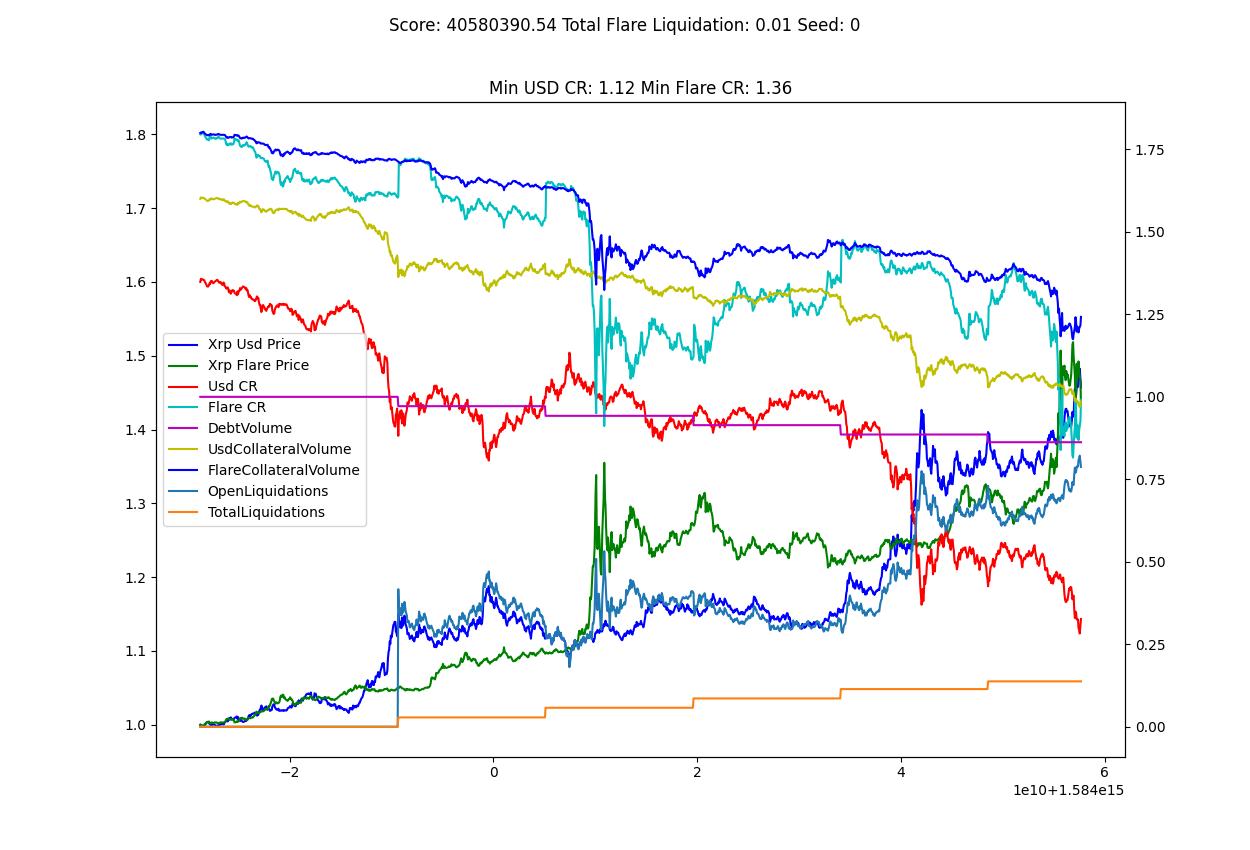 Score: 40580390.54 Total Flare Liquidation: 0.01 Seed: 0
Min USD CR: 1.12 Min Flare CR: 1.36
1.8
1.7
1.6
1.5
1.4
1.3
1.2
1.1
1.0
Xrp Usd Price
Xrp Flare Price
Usd CR
Flare CR
DebtVolume
UsdCollateralVolume
FlareCollateralVolume
OpenLiquidations
TotalLiquidations
1.75
1.50
1.25
1.00
0.75
0.50
0.25
0.00
−2 0 2 4 6
1e10+1.584e15